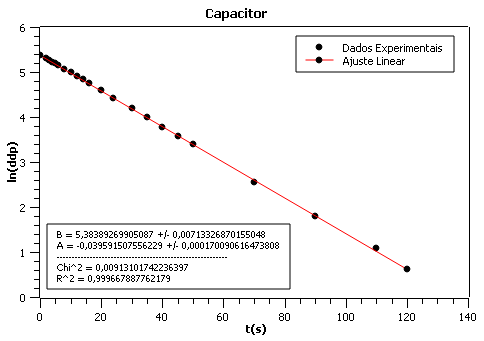 Capacitor
Dados Experimentais
Ajuste Linear
6
5
4
3
2
1
0
ln(ddp)
B = 5,38389269905087 +/- 0,00713326870155048
A = -0,039591507556229 +/- 0,000170090616473808
--------------------------------------------------------
Chi^2 = 0,00913101742236397
R^2 = 0,999667887762179
0 20 40 60 80 100 120 140
t(s)